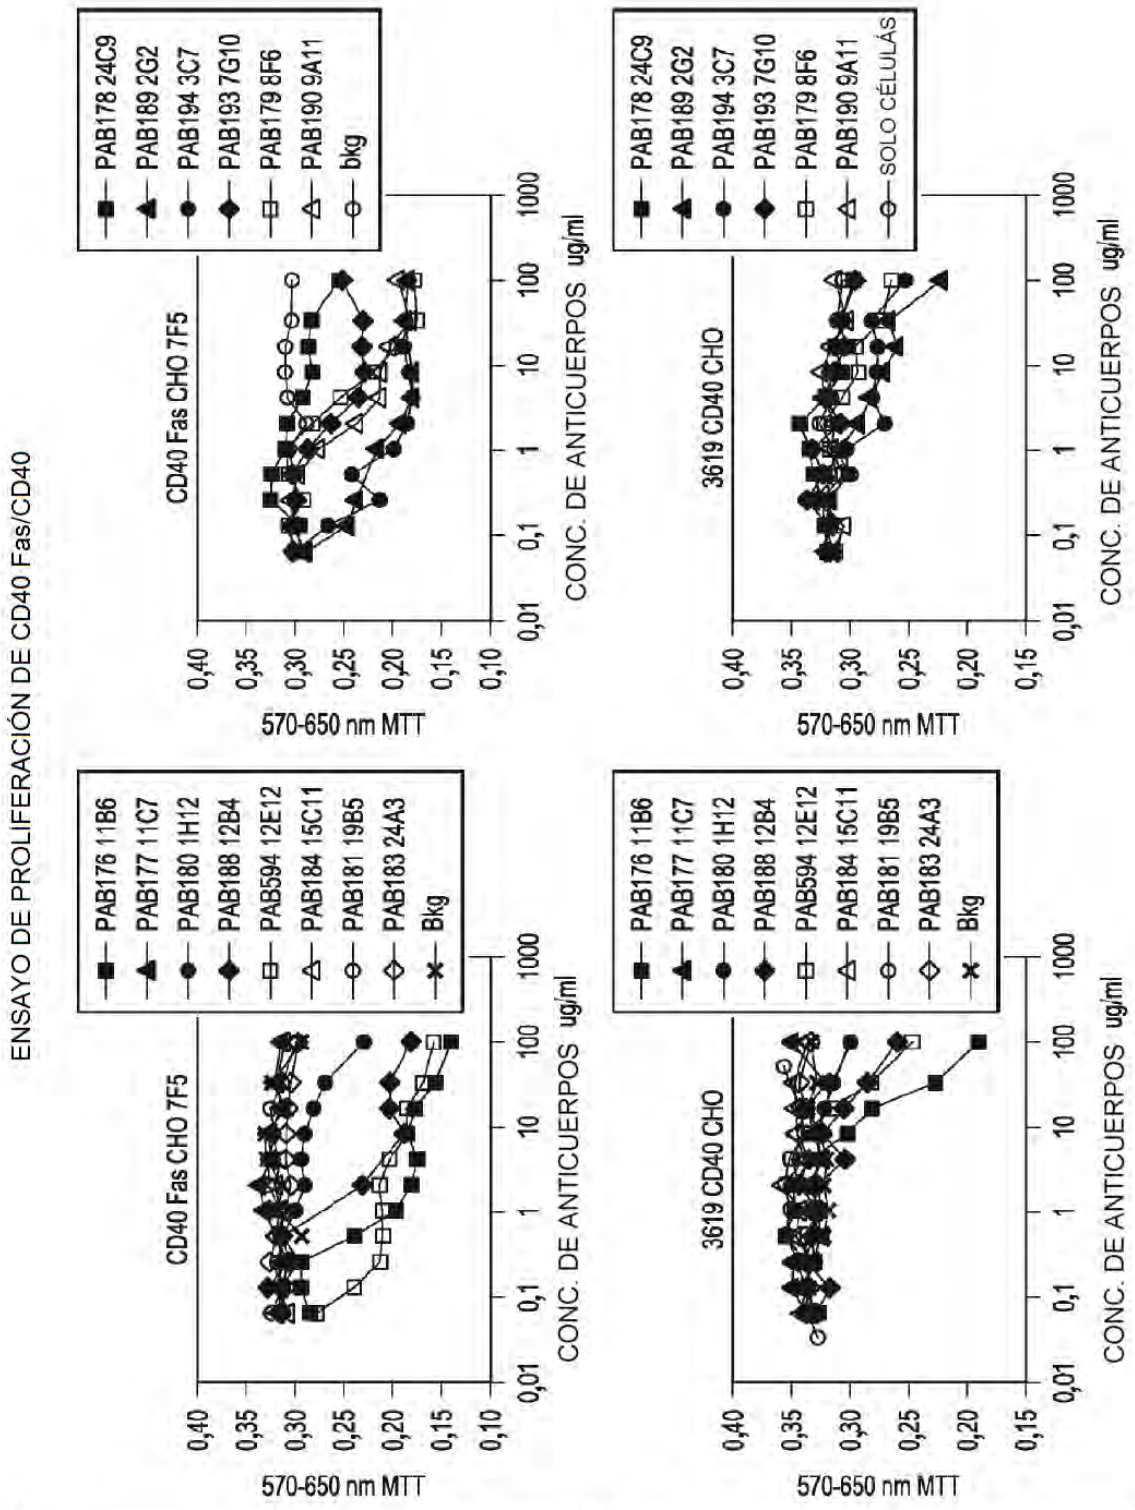 ENSAYO DE PROLIFERACIÓN DE CD40 Fas/CD40
CD40 Fas CHO 7F5
570-650 nm MTT
0,40
0,35
0,30
0,25
0,20
0,15
0,10
0,01
0,1
1
10
100
1000
CONC. DE ANTICUERPOS ug/ml
PAB176 11B6
PAB177 11C7
PAB180 1H12
PAB188 12B4
PAB594 12E12
PAB184 15C11
PAB181 19B5
PAB183 24A3
Bkg
CD40 Fas CHO 7F5
570-650 nm MTT
0,40
0,35
0,30
0,25
0,20
0,15
0,10
0,01
0,1
1
10
100
1000
CONC. DE ANTICUERPOS ug/ml
PAB178 24C9
PAB189 2G2
PAB194 3C7
PAB193 7G10
PAB179 8F6
PAB190 9A11
bkg
3619 CD40 CHO
570-650 nm MTT
0,40
0,35
0,30
0,25
0,20
0,15
0,01
0,1
1
10
100
1000
CONC. DE ANTICUERPOS ug/ml
PAB176 11B6
PAB177 11C7
PAB180 1H12
PAB188 12B4
PAB594 12E12
PAB184 15C11
PAB181 19B5
PAB183 24A3
Bkg
3619 CD40 CHO
570-650 nm MTT
0,40
0,35
0,30
0,25
0,20
0,15
0,01
0,1
1
10
100
1000
CONC. DE ANTICUERPOS ug/ml
PAB178 24C9
PAB189 2G2
PAB194 3C7
PAB193 7G10
PAB179 8F6
PAB190 9A11
SOLO CÉLULÁS